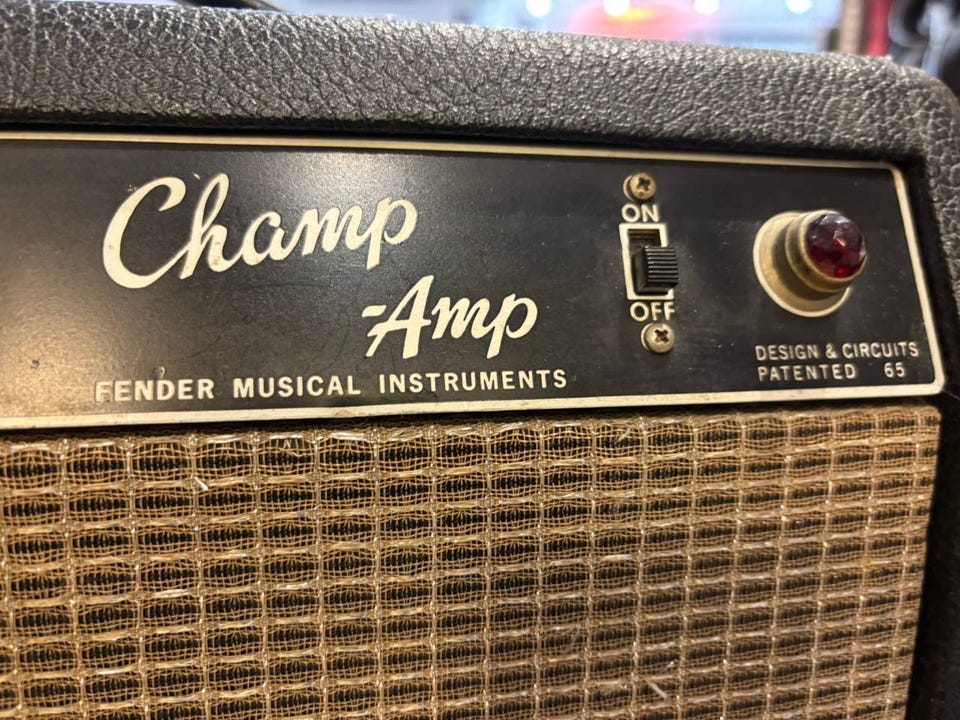 Champ
-Amp
FENDER MUSICAL INSTRUMENTS
ON
OFF
DESIGN & CIRCUITS
PATENTED 65